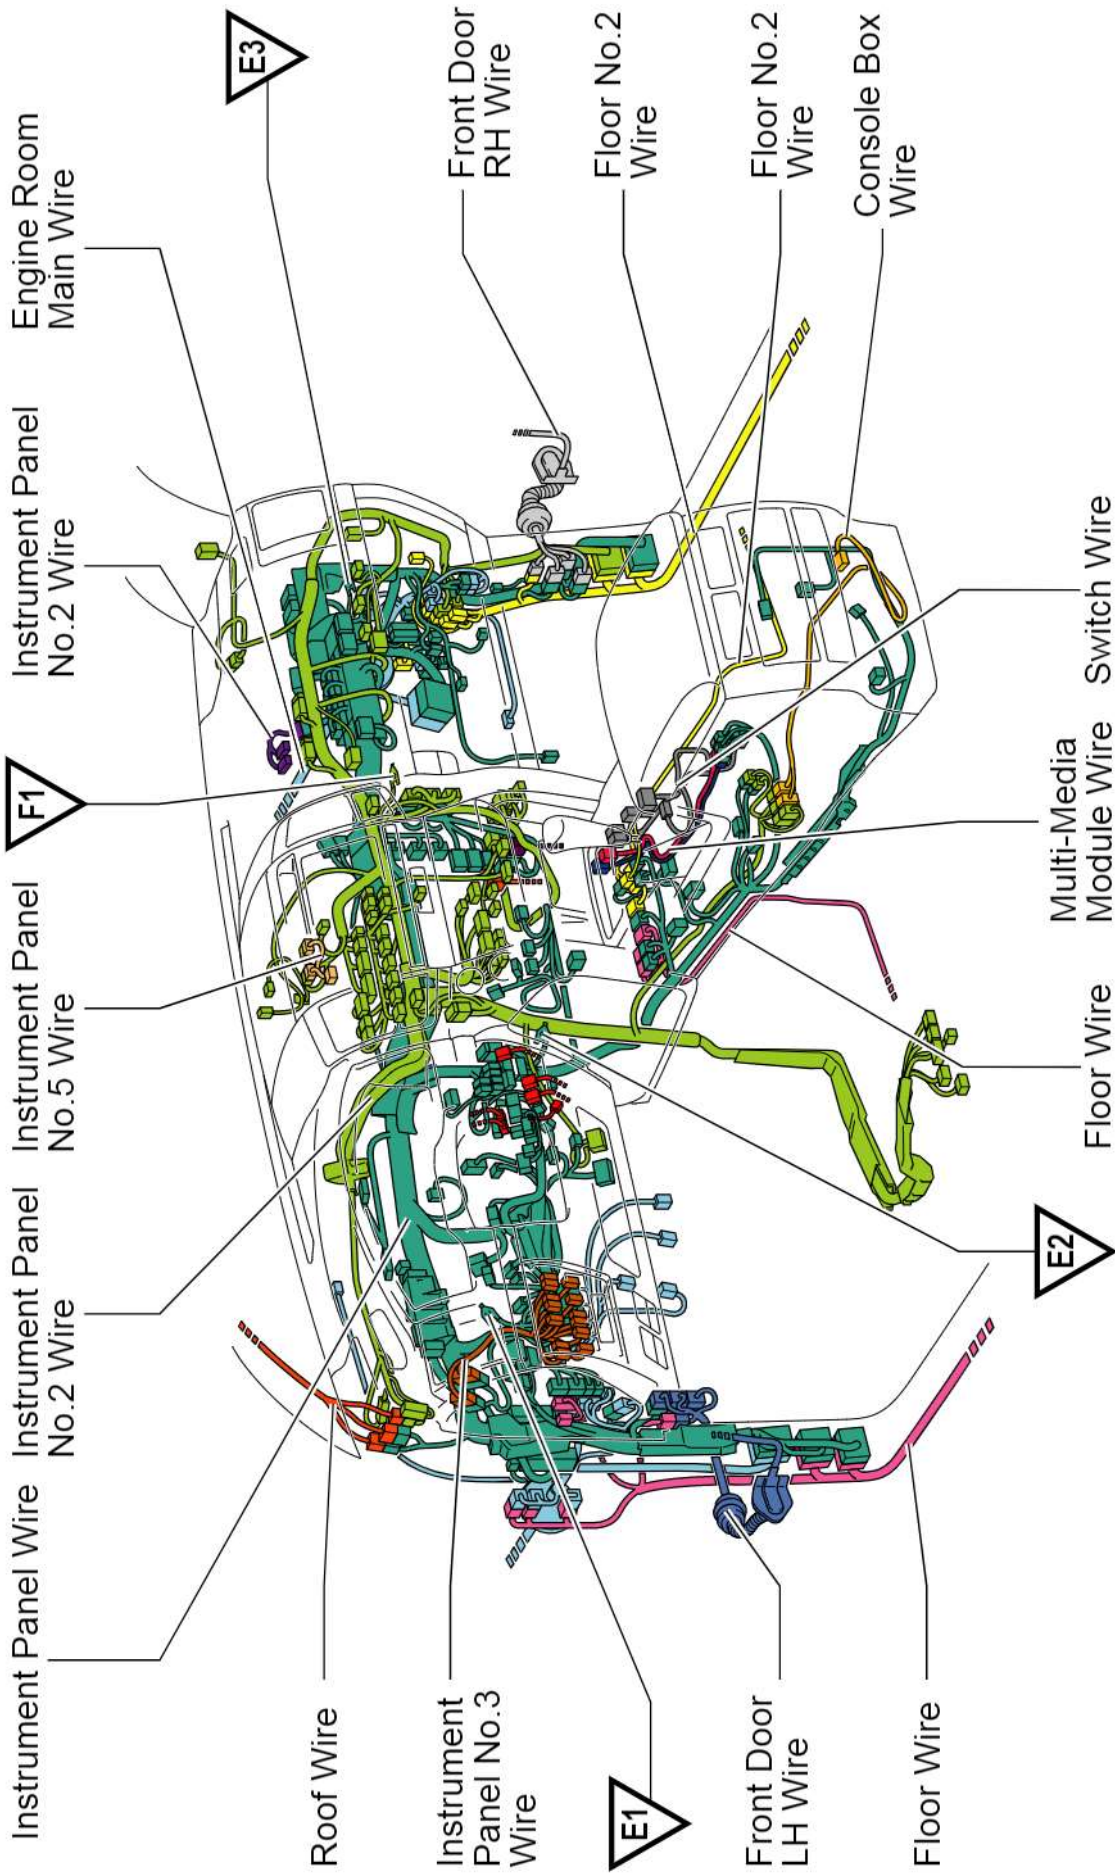 Instrument Panel Wire
Instrument Panel
No.2 Wire
Instrument Panel
No.5 Wire
F1
Instrument Panel
No.2 Wire
Engine Room
Main Wire
E3
Roof Wire
Instrument
Panel No.3
Wire
E1
Front Door
LH Wire
Floor Wire
Front Door
RH Wire
Floor No.2
Wire
Floor No.2
Wire
Console Box
Wire
E2
Floor Wire
Multi-Media
Module Wire
Switch Wire